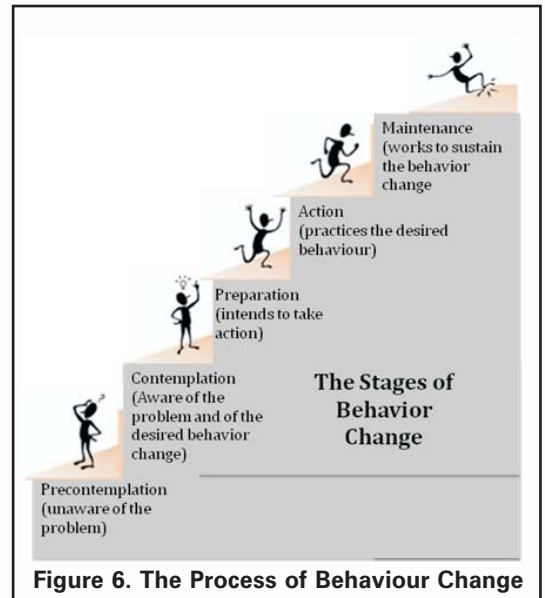 Maintenance
(works to sustain
the behavior
change
Action
(practices the desired
behaviour)
Preparation
(intends to take
action)
Contemplation
(Aware of the
problem and of the
desired behavior
change)
The Stages of
Behavior
Change
Precontemplation
(unaware of the
problem)
Figure 6. The Process of Behaviour Change